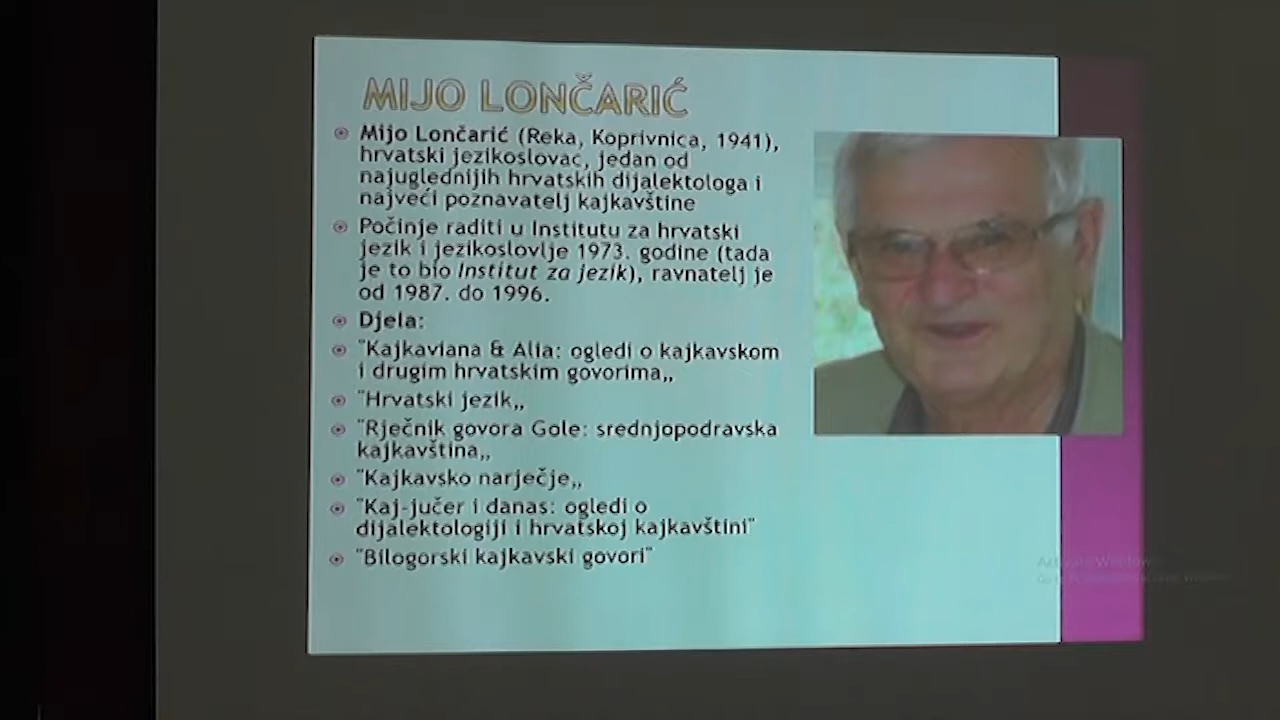 MIJO LONČARIĆ
Mijo Lončarić (Reka, Koprivnica, 1941),
hrvatski jezikoslovac, jedan od
najuglednijih hrvatskih dijalektologa i
najveći poznavatelj kajkavštine
Počinje raditi u Institutu za hrvatski
jezik i jezikoslovlje 1973. godine (tada
je to bio Institut za jezik), ravnatelj je
od 1987. do 1996.
Djela:
"Kajkaviana & Alia: ogledi o kajkavskom
i drugim hrvatskim govorima„
"Hrvatski jezik„
"Rječnik govora Gole: srednjopodravska
kajkavština„
"Kajkavsko narječje„
"Kaj-jučer i danas: ogledi o
dijalektologiji i hrvatskoj kajkavštini"
"Bilogorski kajkavski govori"
Activate Windows